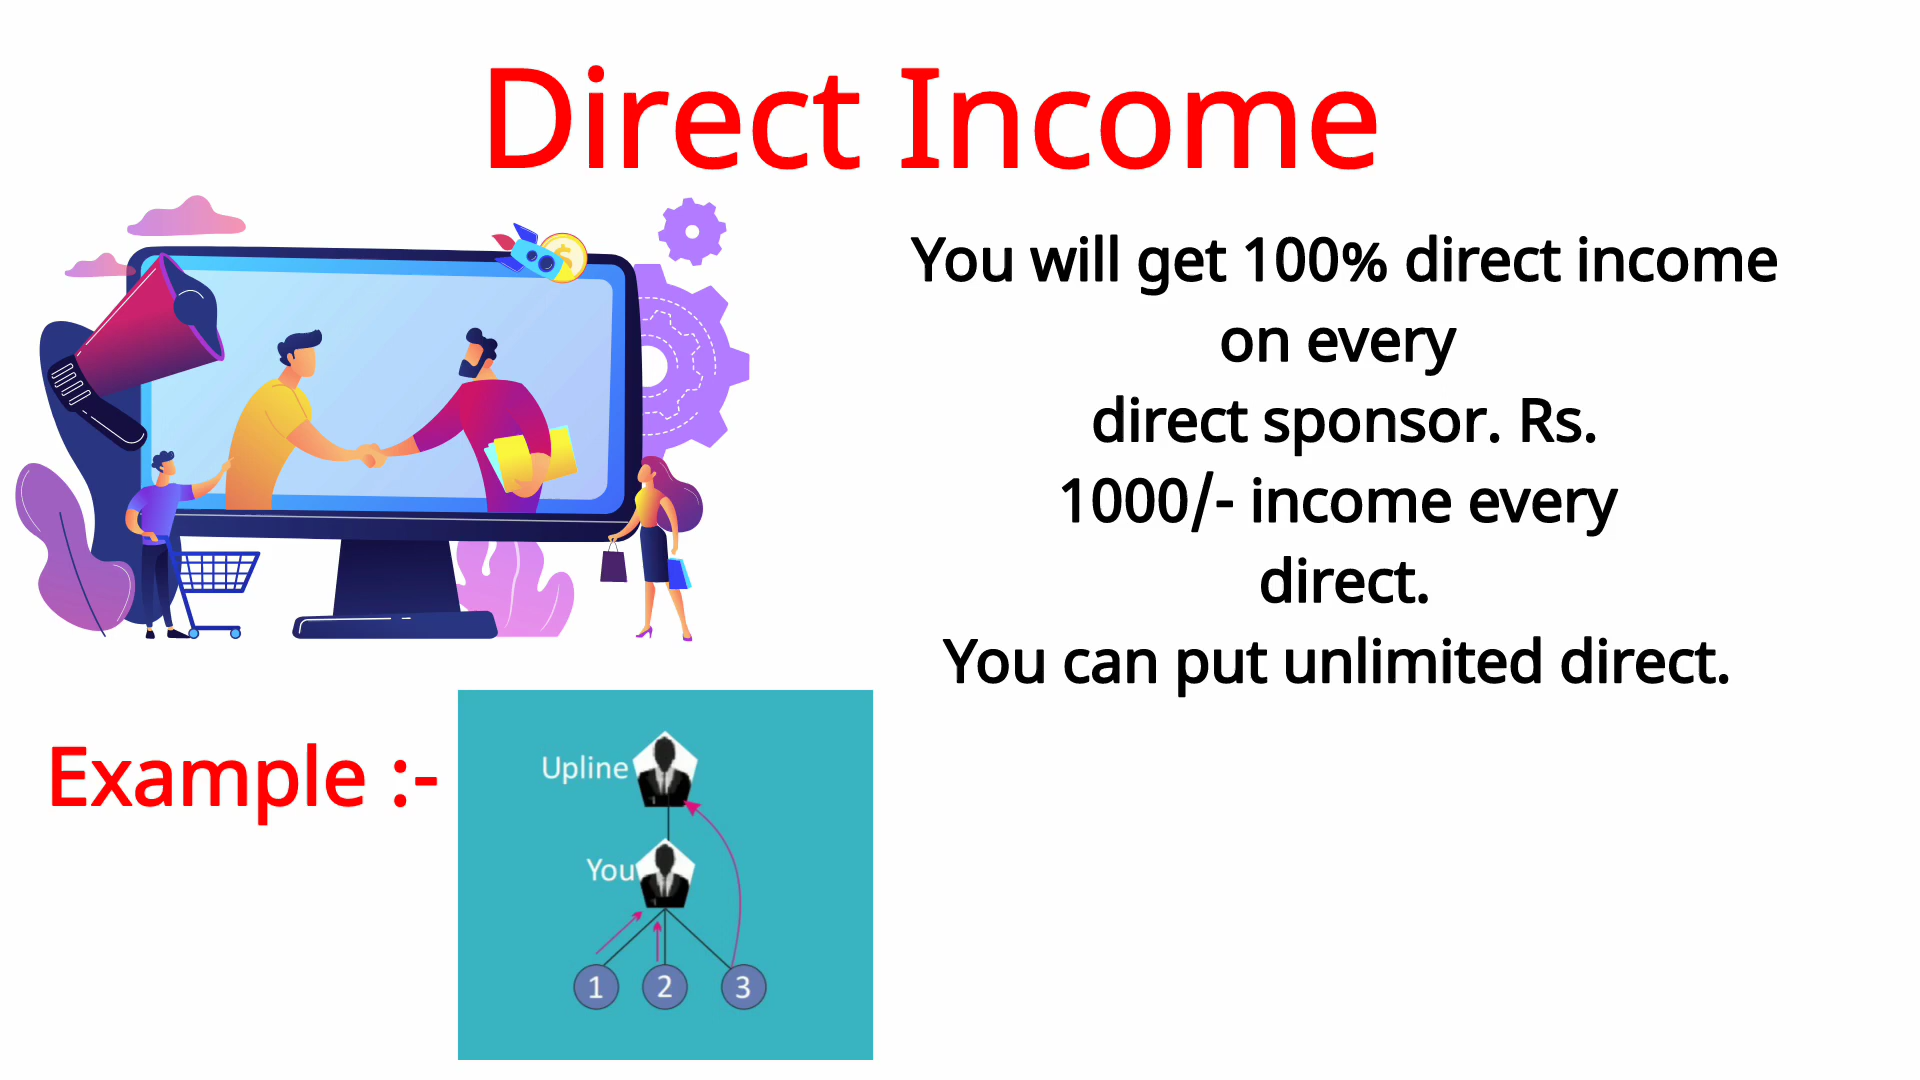 Direct Income
You will get 100% direct income
on every
direct sponsor. Rs.
1000/- income every
direct.
You can put unlimited direct.
Example :-
Upline
You
1 2 3